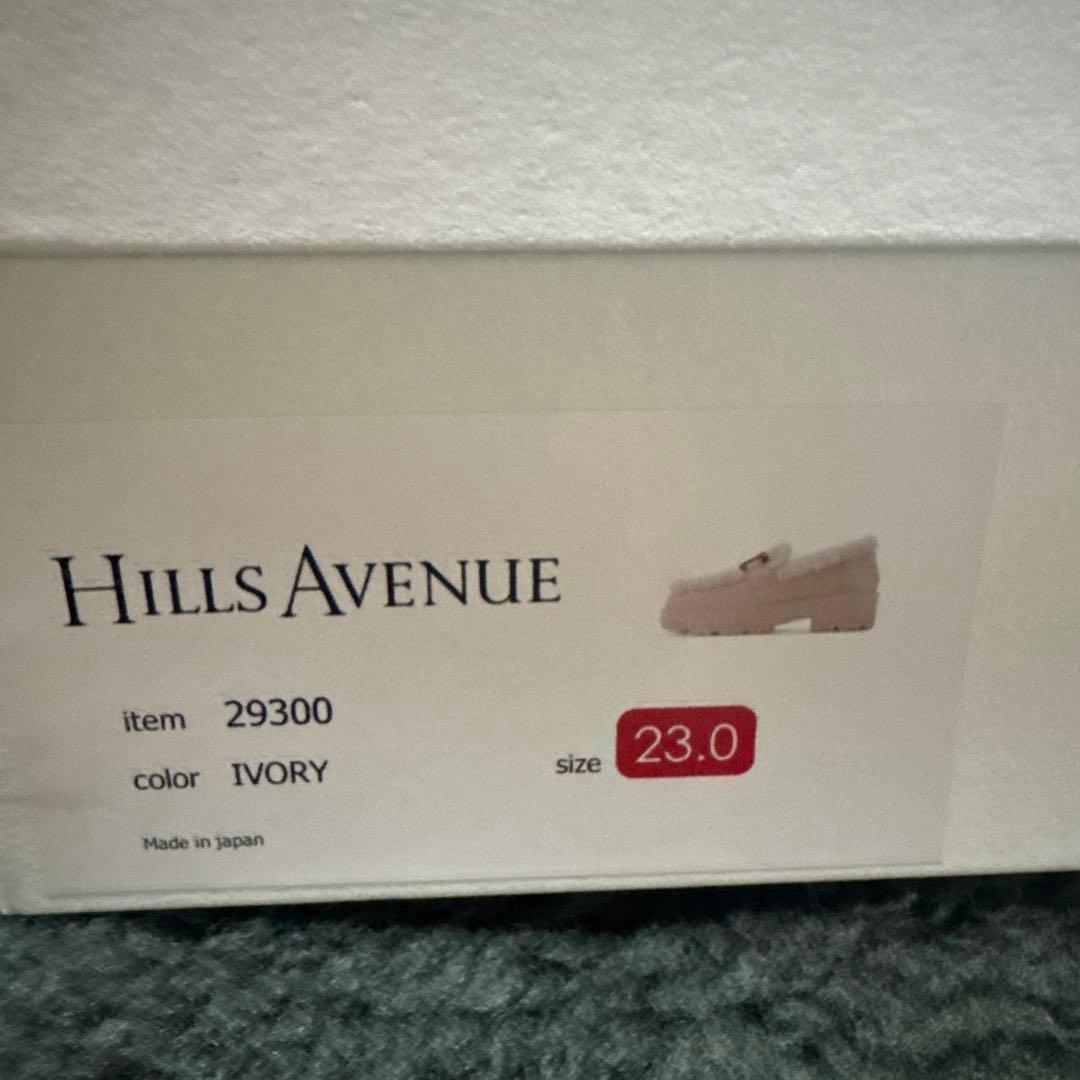 HILLS AVENUE
item 29300
color IVORY
size 23.0
Made in japan